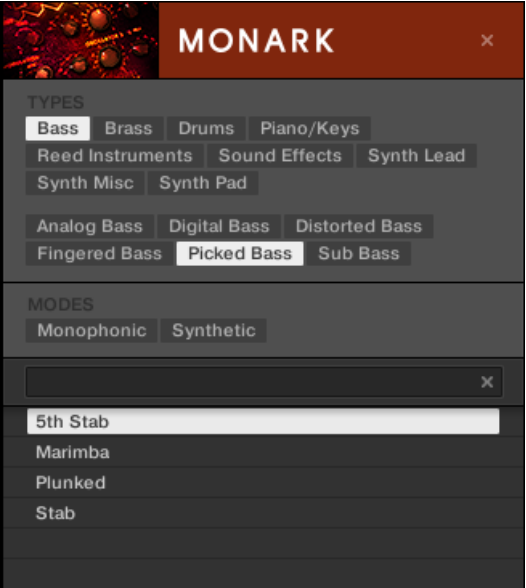 MONARK ×
TYPES
Bass Brass Drums Piano/Keys
Reed Instruments Sound Effects Synth Lead
Synth Misc Synth Pad
Analog Bass Digital Bass Distorted Bass
Fingered Bass Picked Bass Sub Bass
MODES
Monophonic Synthetic
×
5th Stab
Marimba
Plunked
Stab